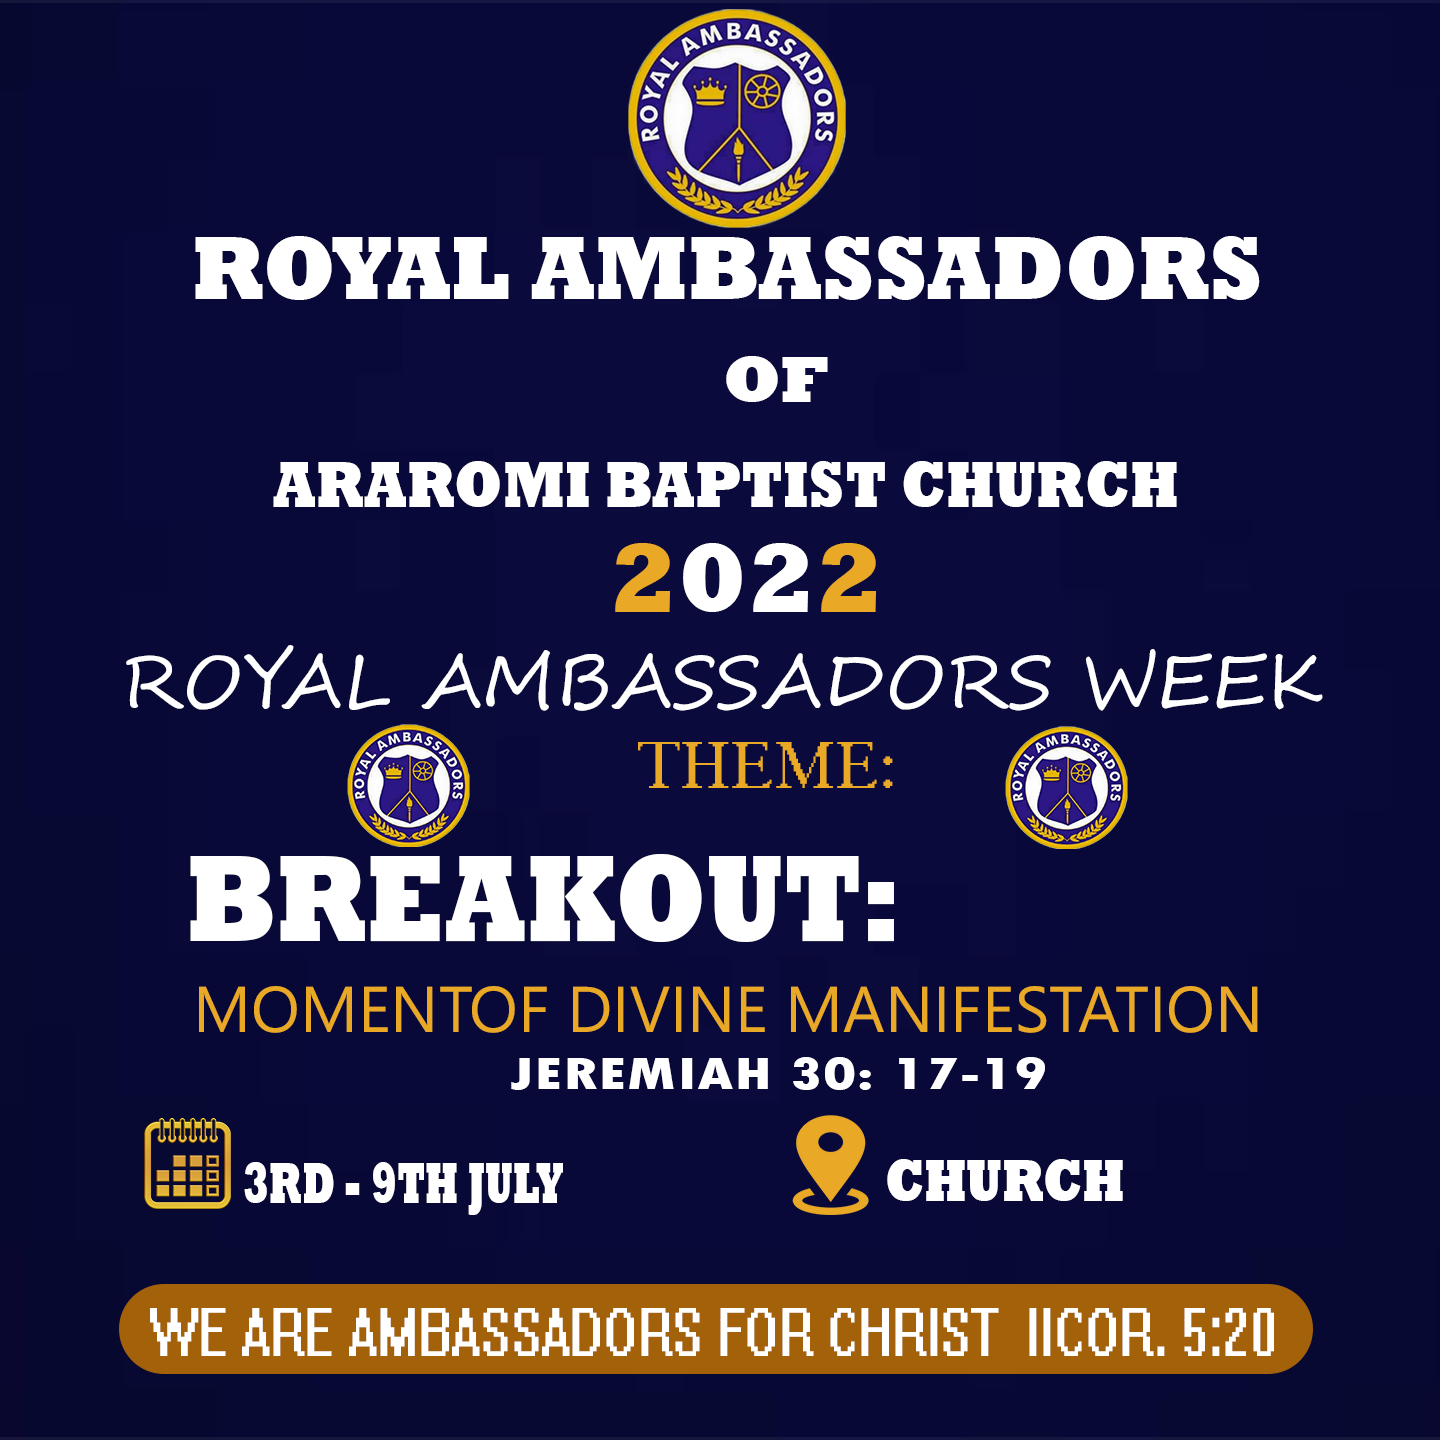 ROYAL AMBASSADORS
ROYAL AMBASSADORS
OF
ARAROMI BAPTIST CHURCH
2022
ROYAL AMBASSADORS WEEK
ROYAL AMBASSADORS
THEME:
ROYAL AMBASSADORS
BREAKOUT:
MOMENTOF DIVINE MANIFESTATION
JEREMIAH 30: 17-19
3RD - 9TH JULY
CHURCH
WE ARE AMBASSADORS FOR CHRIST IICOR. 5:20